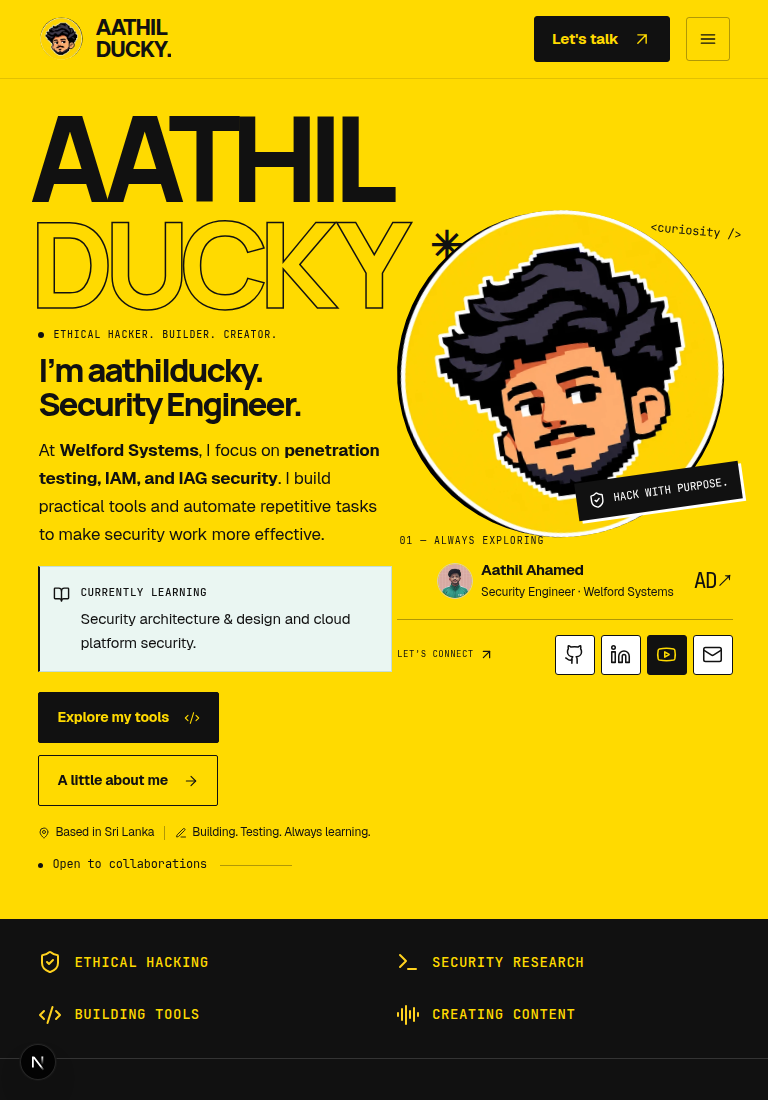 AATHIL
DUCKY.
Let's talk
AATHIL
DUCKY
<curiosity />
ETHICAL HACKER. BUILDER. CREATOR.
I'm aathilducky.
Security Engineer.
At Welford Systems, I focus on penetration
testing, IAM, and IAG security. I build
practical tools and automate repetitive tasks
to make security work more effective.
HACK WITH PURPOSE.
01 — ALWAYS EXPLORING
Aathil Ahamed
Security Engineer · Welford Systems
AD↗
CURRENTLY LEARNING
Security architecture & design and cloud
platform security.
LET'S CONNECT
Explore my tools
A little about me
Based in Sri Lanka
Building. Testing. Always learning.
Open to collaborations
ETHICAL HACKING
SECURITY RESEARCH
BUILDING TOOLS
CREATING CONTENT
N